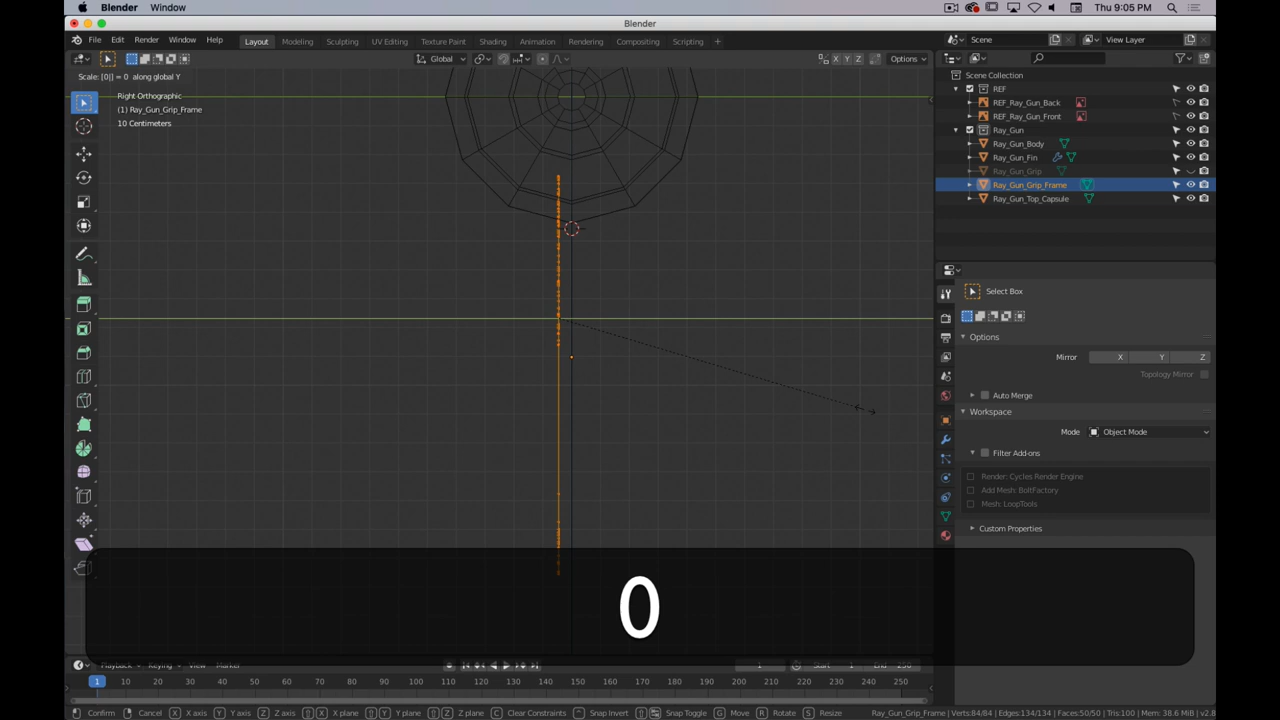 Blender Window
Thu 9:05 PM
Blender
File Edit Render Window Help
Layout Modeling Sculpting UV Editing Texture Paint Shading Animation Rendering Compositing Scripting +
Scene
View Layer
Scale: [0|] = 0 along global Y
Global
X Y Z
Options
Right Orthographic
(1) Ray_Gun_Grip_Frame
10 Centimeters
Scene Collection
REF
REF_Ray_Gun_Back
REF_Ray_Gun_Front
Ray_Gun
Ray_Gun_Body
Ray_Gun_Fin
Ray_Gun_Grip
Ray_Gun_Grip_Frame
Ray_Gun_Top_Capsule
Select Box
Options
Mirror X Y Z
Topology Mirror
Auto Merge
Workspace
Mode Object Mode
Filter Add-ons
Render: Cycles Render Engine
Add Mesh: BoltFactory
Mesh: LoopTools
Custom Properties
0
Playback Keying View Marker
1 Start 1 End 250
1 10 20 30 40 50 60 70 80 90 100 110 120 130 140 150 160 170 180 190 200 210 220 230 240 250
Confirm Cancel X X axis Y Y axis Z Z axis X X plane Y Y plane Z Z plane C Clear Constraints Snap Invert Snap Toggle G Move R Rotate S Resize
Ray_Gun_Grip_Frame | Verts:84/84 | Edges:134/134 | Faces:50/50 | Tris:100 | Mem: 38.6 MiB | v2.8